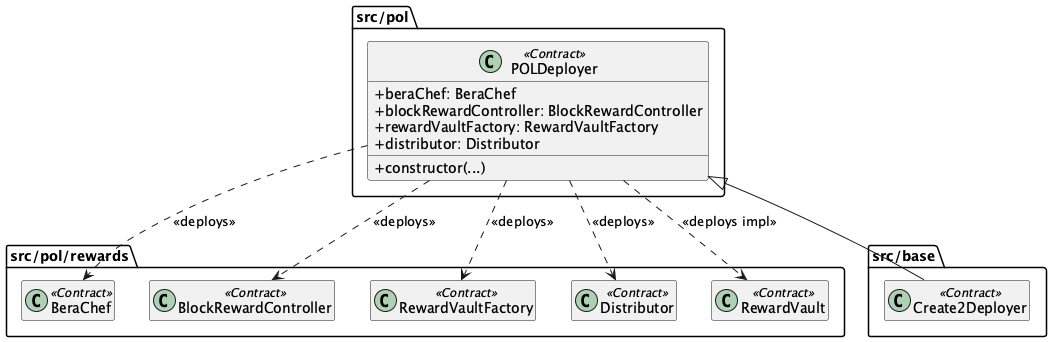 src/pol
C
«Contract»
POLDeployer
+beraChef: BeraChef
+blockRewardController: BlockRewardController
+rewardVaultFactory: RewardVaultFactory
+distributor: Distributor
+constructor(...)
«deploys»
«deploys»
«deploys»
«deploys»
«deploys impl»
src/pol/rewards
C
«Contract»
BeraChef
C
«Contract»
BlockRewardController
C
«Contract»
RewardVaultFactory
C
«Contract»
Distributor
C
«Contract»
RewardVault
src/base
C
«Contract»
Create2Deployer